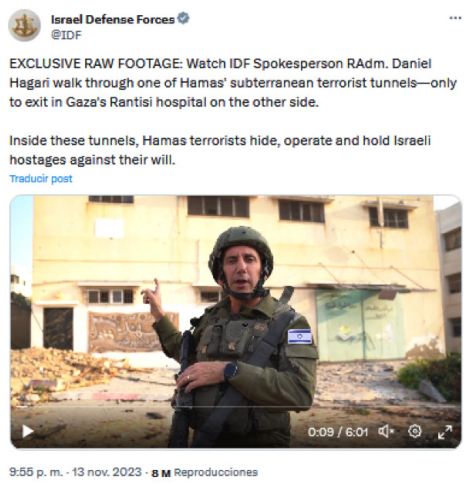 Israel Defense Forces
@IDF
EXCLUSIVE RAW FOOTAGE: Watch IDF Spokesperson RAdm. Daniel
Hagari walk through one of Hamas' subterranean terrorist tunnels—only
to exit in Gaza's Rantisi hospital on the other side.
Inside these tunnels, Hamas terrorists hide, operate and hold Israeli
hostages against their will.
Traducir post
0:09 / 6:01
9:55 p. m. · 13 nov. 2023 · 8 M Reproducciones